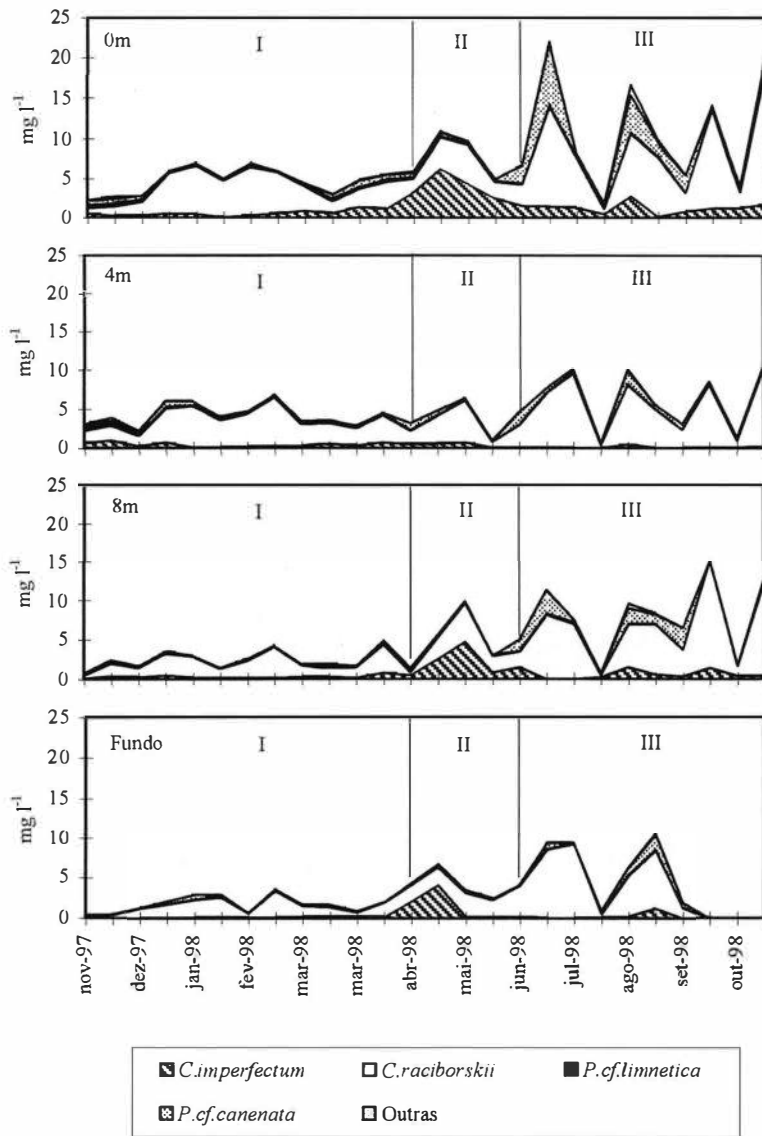 25
0m
I
II
III
20
15
mg l-1
10
5
0
25
4m
I
II
III
20
15
mg l-1
10
5
0
25
8m
I
II
III
20
15
mg l-1
10
5
0
25
Fundo
I
II
III
20
15
mg l-1
10
5
0
nov-97 dez-97 jan-98 fev-98 mar-98 mar-98 abr-98 mai-98 jun-98 jul-98 ago-98 set-98 out-98
C.imperfectum C.raciborskii P.cf.limnetica
P.cf.canenata Outras